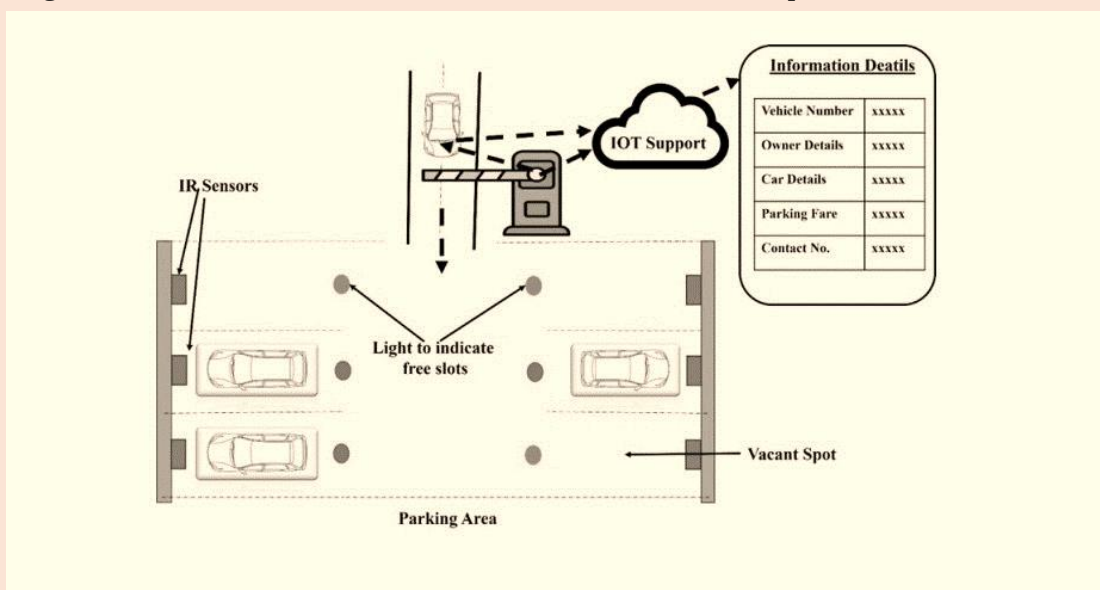 Information Deatils
Vehicle Number xxxxx
Owner Details xxxxx
Car Details xxxxx
Parking Fare xxxxx
Contact No. xxxxx
IOT Support
IR Sensors
Light to indicate
free slots
Vacant Spot
Parking Area